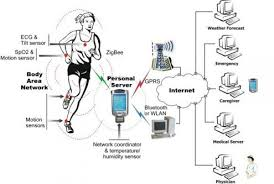 ECG &
Tilt sensor
SpO2 &
Motion sensor
ZigBee
Body
Area
Network
Motion
sensors
Personal
Server
GPRS
Bluetooth
or WLAN
Network coordinator
& temperature/
humidity sensor
Internet
Weather Forecast
Emergency
Caregiver
Medical Server
Physician